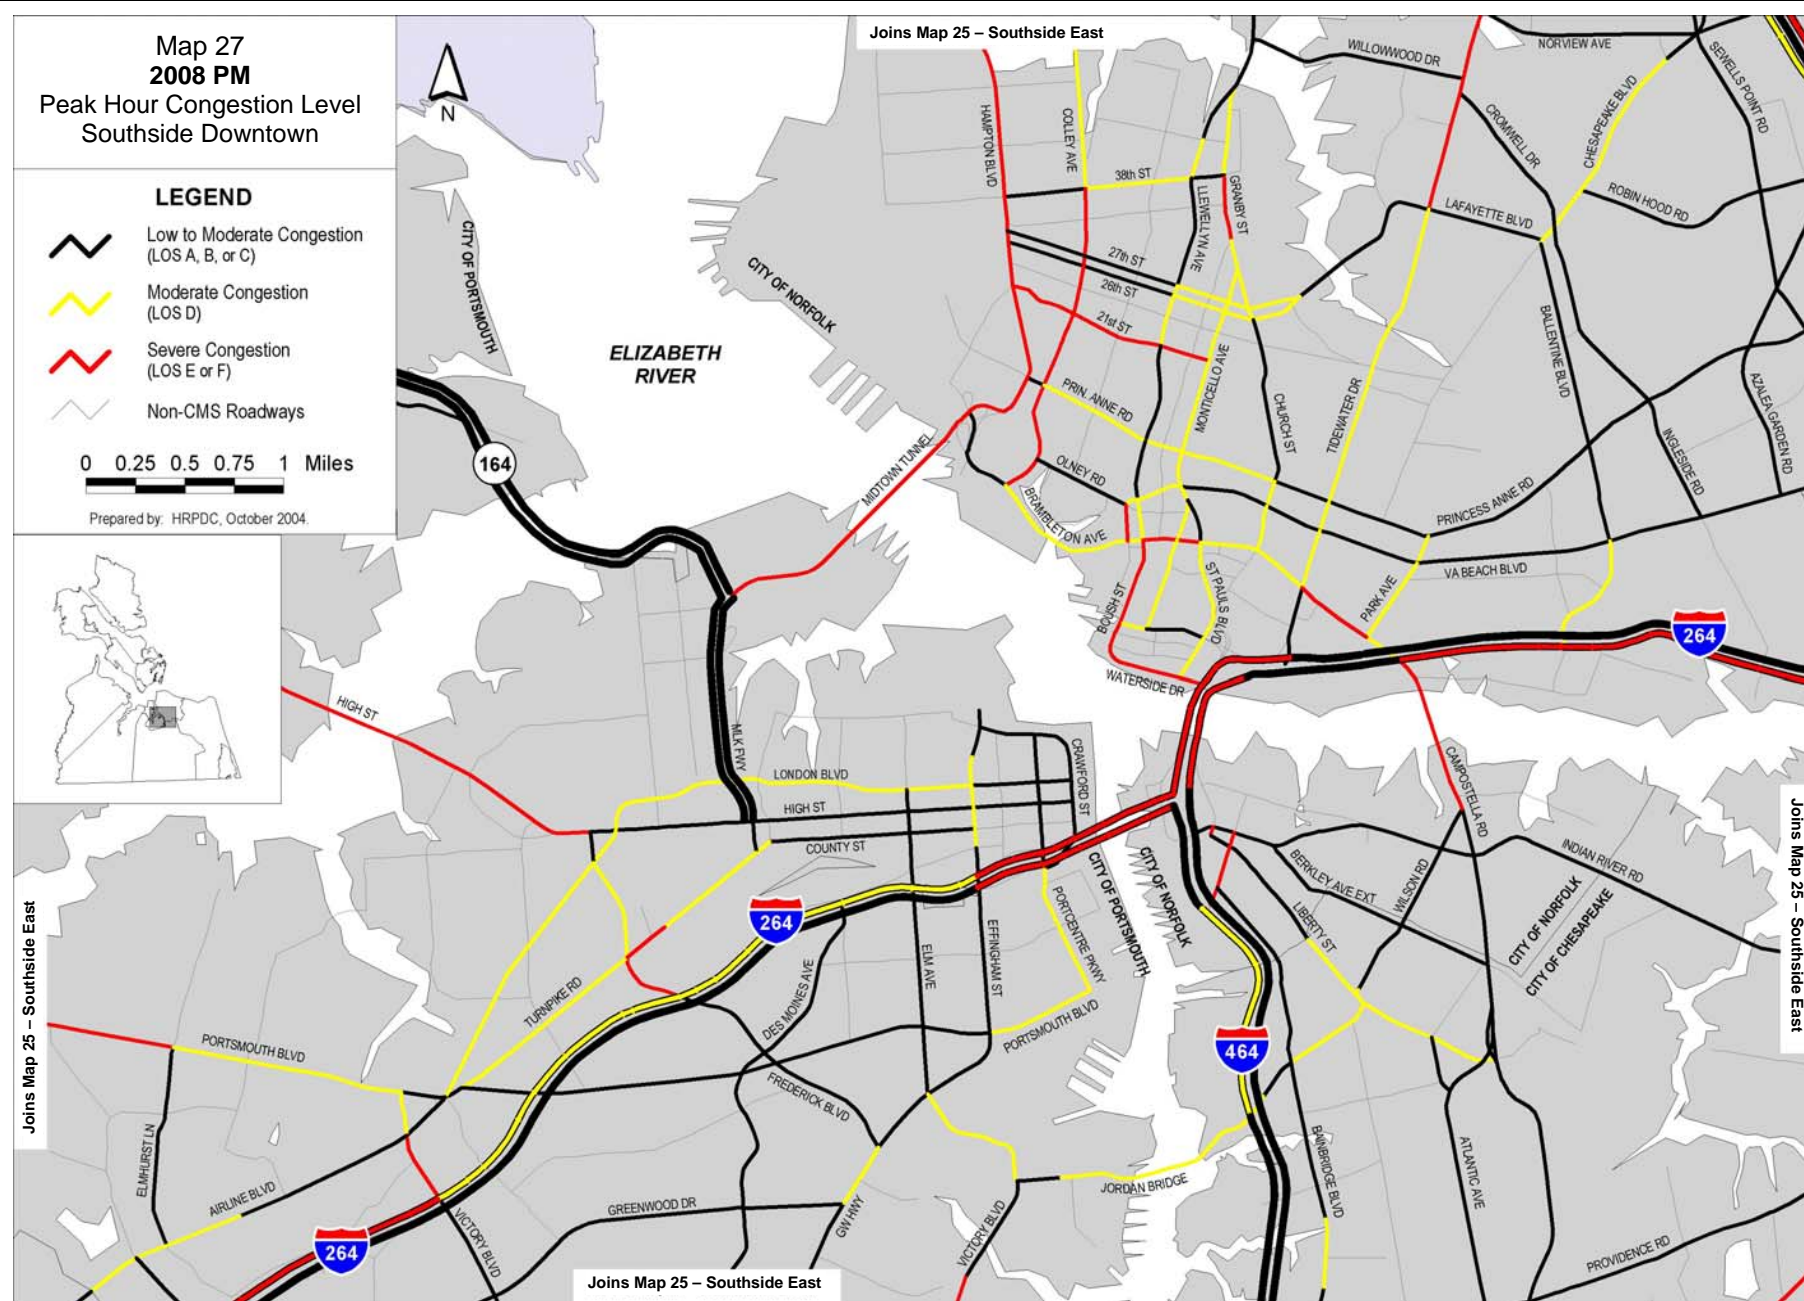 Map 27
2008 PM
Peak Hour Congestion Level
Southside Downtown
LEGEND
Low to Moderate Congestion
(LOS A, B, or C)
Moderate Congestion
(LOS D)
Severe Congestion
(LOS E or F)
Non-CMS Roadways
0 0.25 0.5 0.75 1 Miles
Prepared by: HRPDC, October 2004.
N
Joins Map 25 – Southside East
WILLOWWOOD DR
NORVIEW AVE
SEWELLS POINT RD
CHESAPEAKE BLVD
CROMWELL DR
HAMPTON BLVD
COLLEY AVE
38th ST
LLEWELLYN AVE
GRANBY ST
LAFAYETTE BLVD
ROBIN HOOD RD
CITY OF PORTSMOUTH
CITY OF NORFOLK
27th ST
26th ST
21st ST
ELIZABETH
RIVER
BALLENTINE BLVD
MONTICELLO AVE
PRIN. ANNE RD
CHURCH ST
TIDEWATER DR
AZALEA GARDEN RD
INGLESIDE RD
164
MIDTOWN TUNNEL
OLNEY RD
BRAMBLETON AVE
PRINCESS ANNE RD
VA BEACH BLVD
PARK AVE
BOUSH ST
ST PAULS BLVD
264
WATERSIDE DR
HIGH ST
MLK FWY
LONDON BLVD
CRAWFORD ST
HIGH ST
COUNTY ST
CAMPOSTELLA RD
INDIAN RIVER RD
BERKLEY AVE EXT
WILSON RD
LIBERTY ST
CITY OF PORTSMOUTH
CITY OF NORFOLK
CITY OF NORFOLK
CITY OF CHESAPEAKE
264
PORTCENTRE PKWY
EFFINGHAM ST
ELM AVE
DES MOINES AVE
TURNPIKE RD
PORTSMOUTH BLVD
PORTSMOUTH BLVD
464
FREDERICK BLVD
ELMHURST LN
AIRLINE BLVD
GREENWOOD DR
JORDAN BRIDGE
BAINBRIDGE BLVD
ATLANTIC AVE
GW HWY
VICTORY BLVD
VICTORY BLVD
PROVIDENCE RD
264
Joins Map 25 – Southside East
Joins Map 25 – Southside East
Joins Map 25 – Southside East